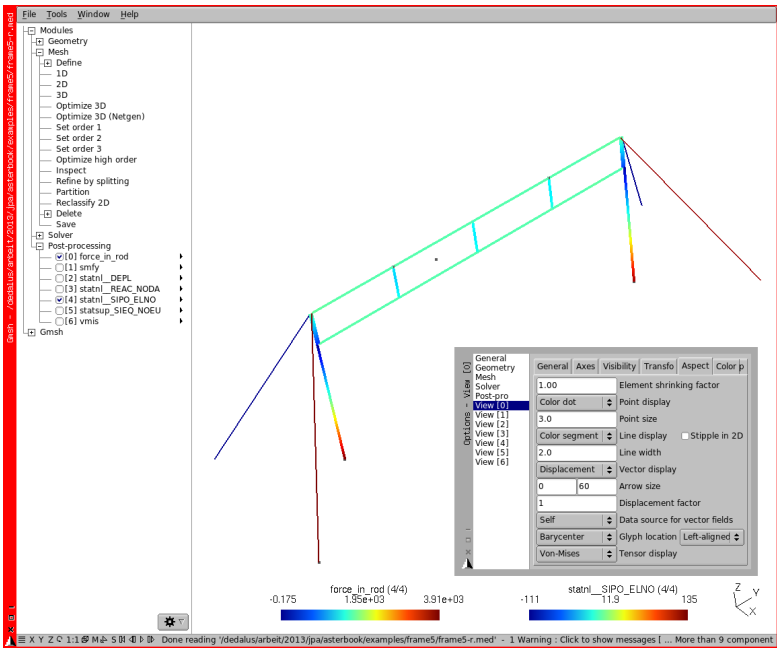 Gmsh - /dedalus/arbeit/2013/jpa/asterbook/examples/frame5/frame5-r.med
File Tools Window Help
Modules
Geometry
Mesh
Define
1D
2D
3D
Optimize 3D
Optimize 3D (Netgen)
Set order 1
Set order 2
Set order 3
Optimize high order
Inspect
Refine by splitting
Partition
Reclassify 2D
Delete
Save
Solver
Post-processing
[0] force_in_rod
[1] smfy
[2] statnl__DEPL
[3] statnl__REAC_NODA
[4] statnl__SIPO_ELNO
[5] statsup_SIEQ_NOEU
[6] vmis
Gmsh
Options - View [0]
General
Geometry
Mesh
Solver
Post-pro
View [0]
View [1]
View [2]
View [3]
View [4]
View [5]
View [6]
General Axes Visibility Transfo Aspect Color p
1.00 Element shrinking factor
Color dot Point display
3.0 Point size
Color segment Line display Stipple in 2D
2.0 Line width
Displacement Vector display
0 60 Arrow size
1 Displacement factor
Self Data source for vector fields
Barycenter Glyph location Left-aligned
Von-Mises Tensor display
force_in_rod (4/4)
-0.175 1.95e+03 3.91e+03
statnl__SIPO_ELNO (4/4)
-111 11.9 135
Z
Y
X
X Y Z 1:1 M S Done reading '/dedalus/arbeit/2013/jpa/asterbook/examples/frame5/frame5-r.med' - 1 Warning : Click to show messages [ ... More than 9 component